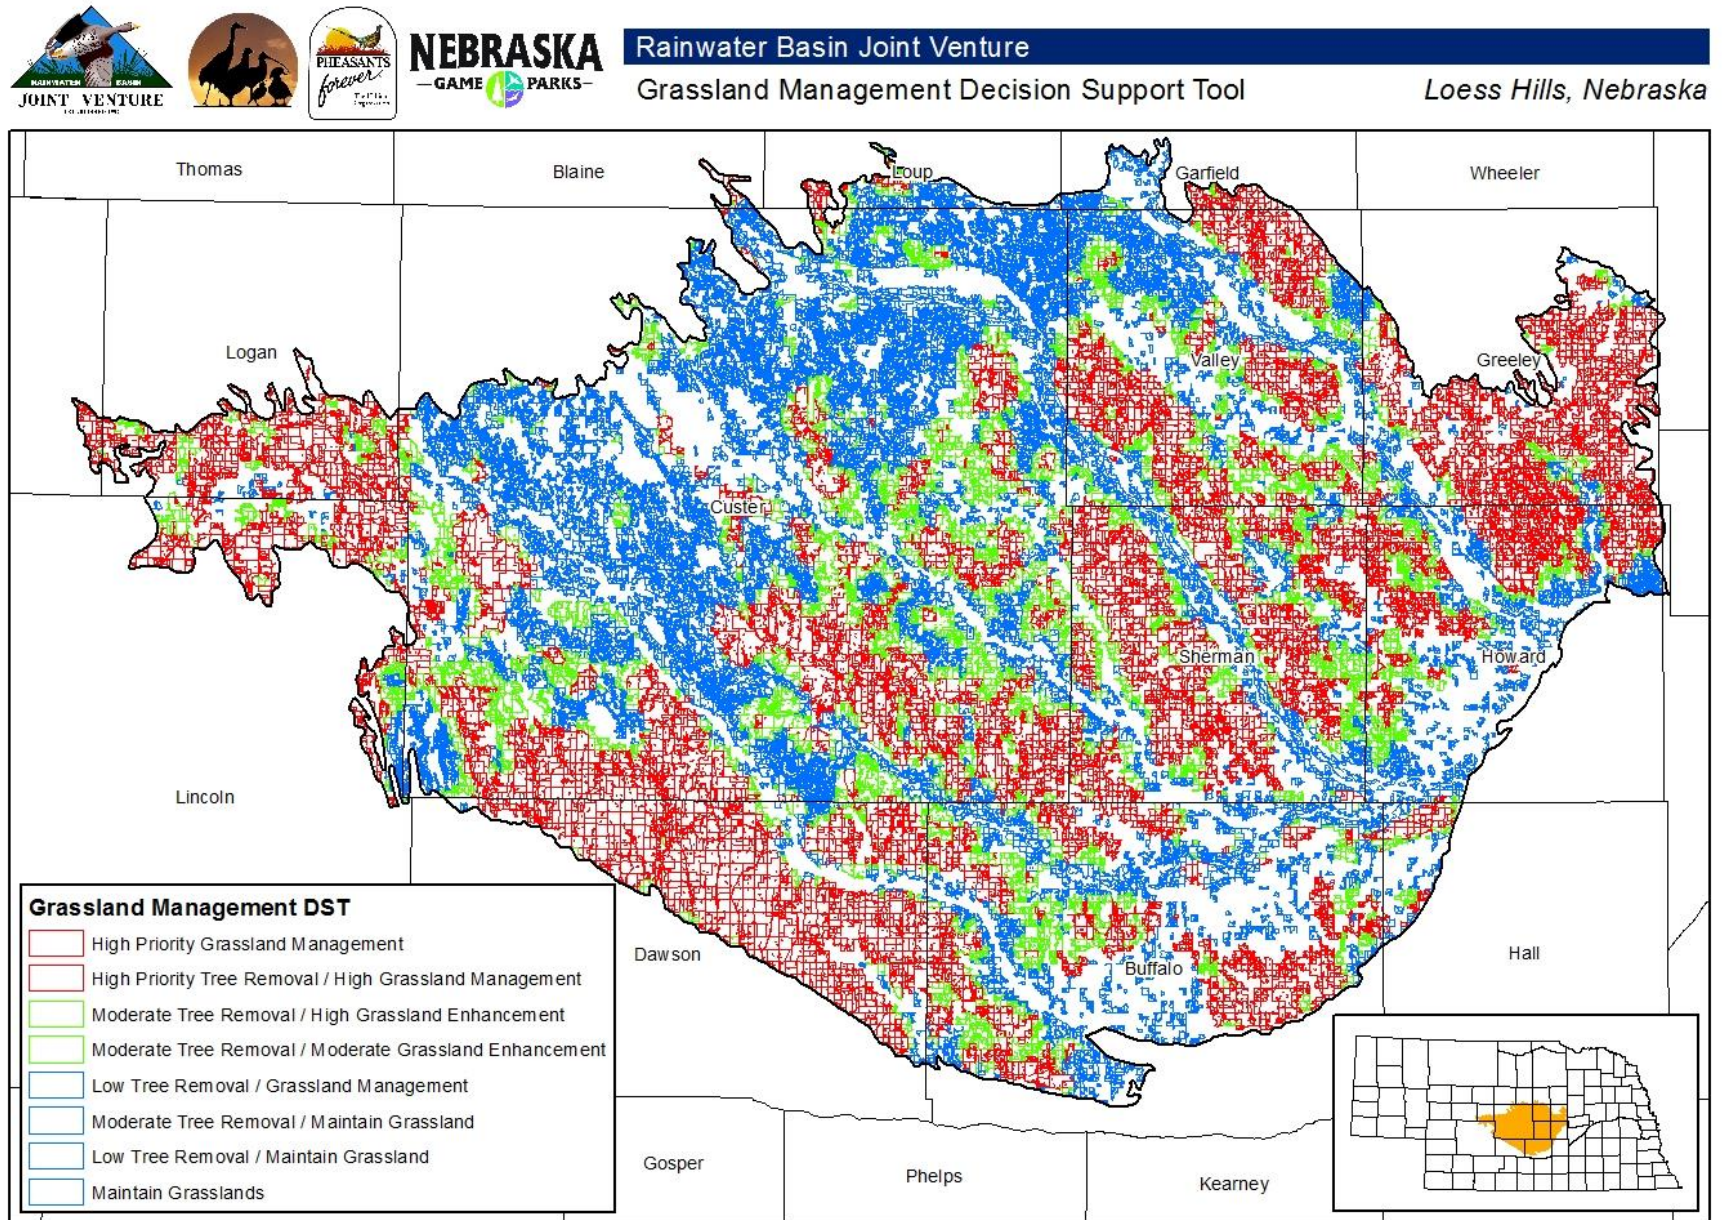 RAINWATER BASIN
JOINT VENTURE
PHEASANTS
forever
NEBRASKA
GAME PARKS
Rainwater Basin Joint Venture
Grassland Management Decision Support Tool
Loess Hills, Nebraska
Thomas
Blaine
Loup
Garfield
Wheeler
Logan
Valley
Greeley
Custer
Sherman
Howard
Lincoln
Dawson
Buffalo
Hall
Gosper
Phelps
Kearney
Grassland Management DST
High Priority Grassland Management
High Priority Tree Removal / High Grassland Management
Moderate Tree Removal / High Grassland Enhancement
Moderate Tree Removal / Moderate Grassland Enhancement
Low Tree Removal / Grassland Management
Moderate Tree Removal / Maintain Grassland
Low Tree Removal / Maintain Grassland
Maintain Grasslands